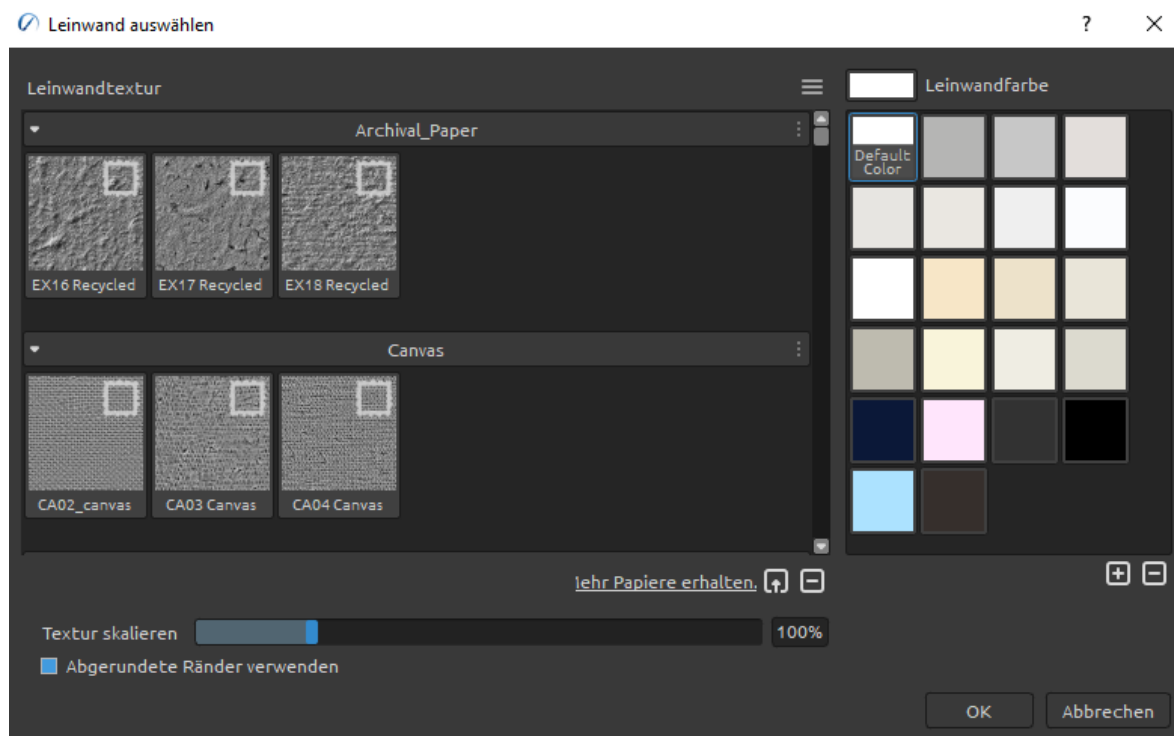 Leinwand auswählen
?
Leinwandtextur
Leinwandfarbe
Archival_Paper
Default
Color
EX16 Recycled
EX17 Recycled
EX18 Recycled
Canvas
CA02_canvas
CA03 Canvas
CA04 Canvas
Papiere erhalten.
Textur skalieren
100%
Abgerundete Ränder verwenden
OK
Abbrechen